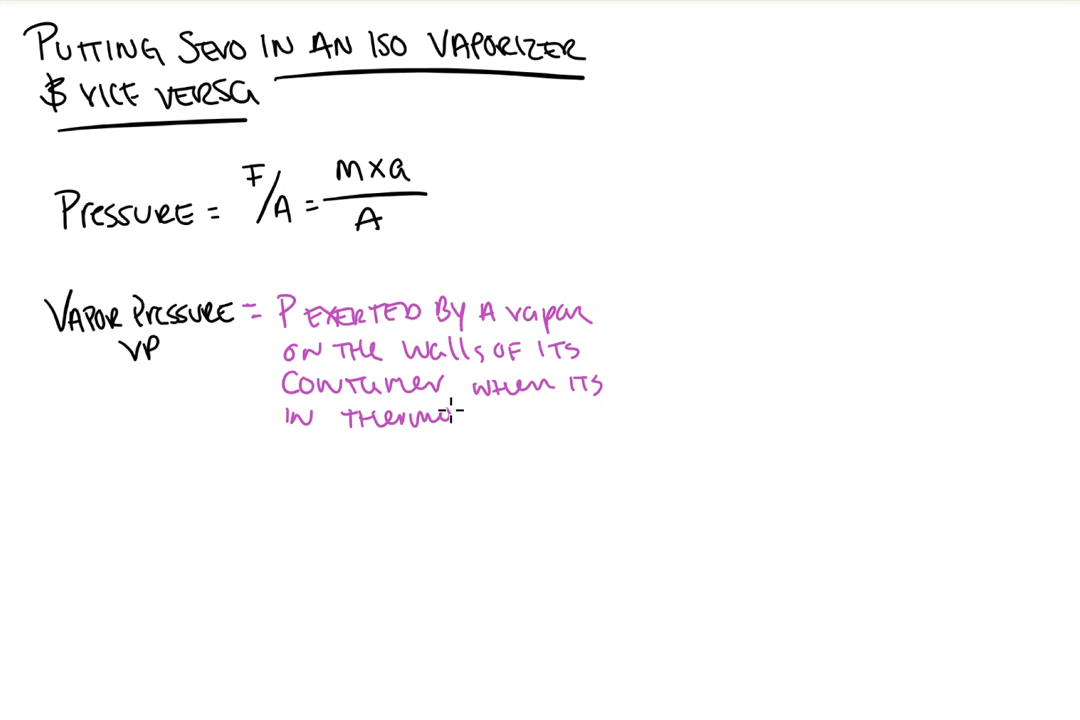 PUTTING SEVO IN AN ISO VAPORIZER
& VICE VERSA
PRESSURE = F/A = m x a / A
VAPOR PRESSURE = P EXERTED By A vapor
VP
ON THE WallS OF ITS
CONTAINER WHEN ITS
IN THERMO